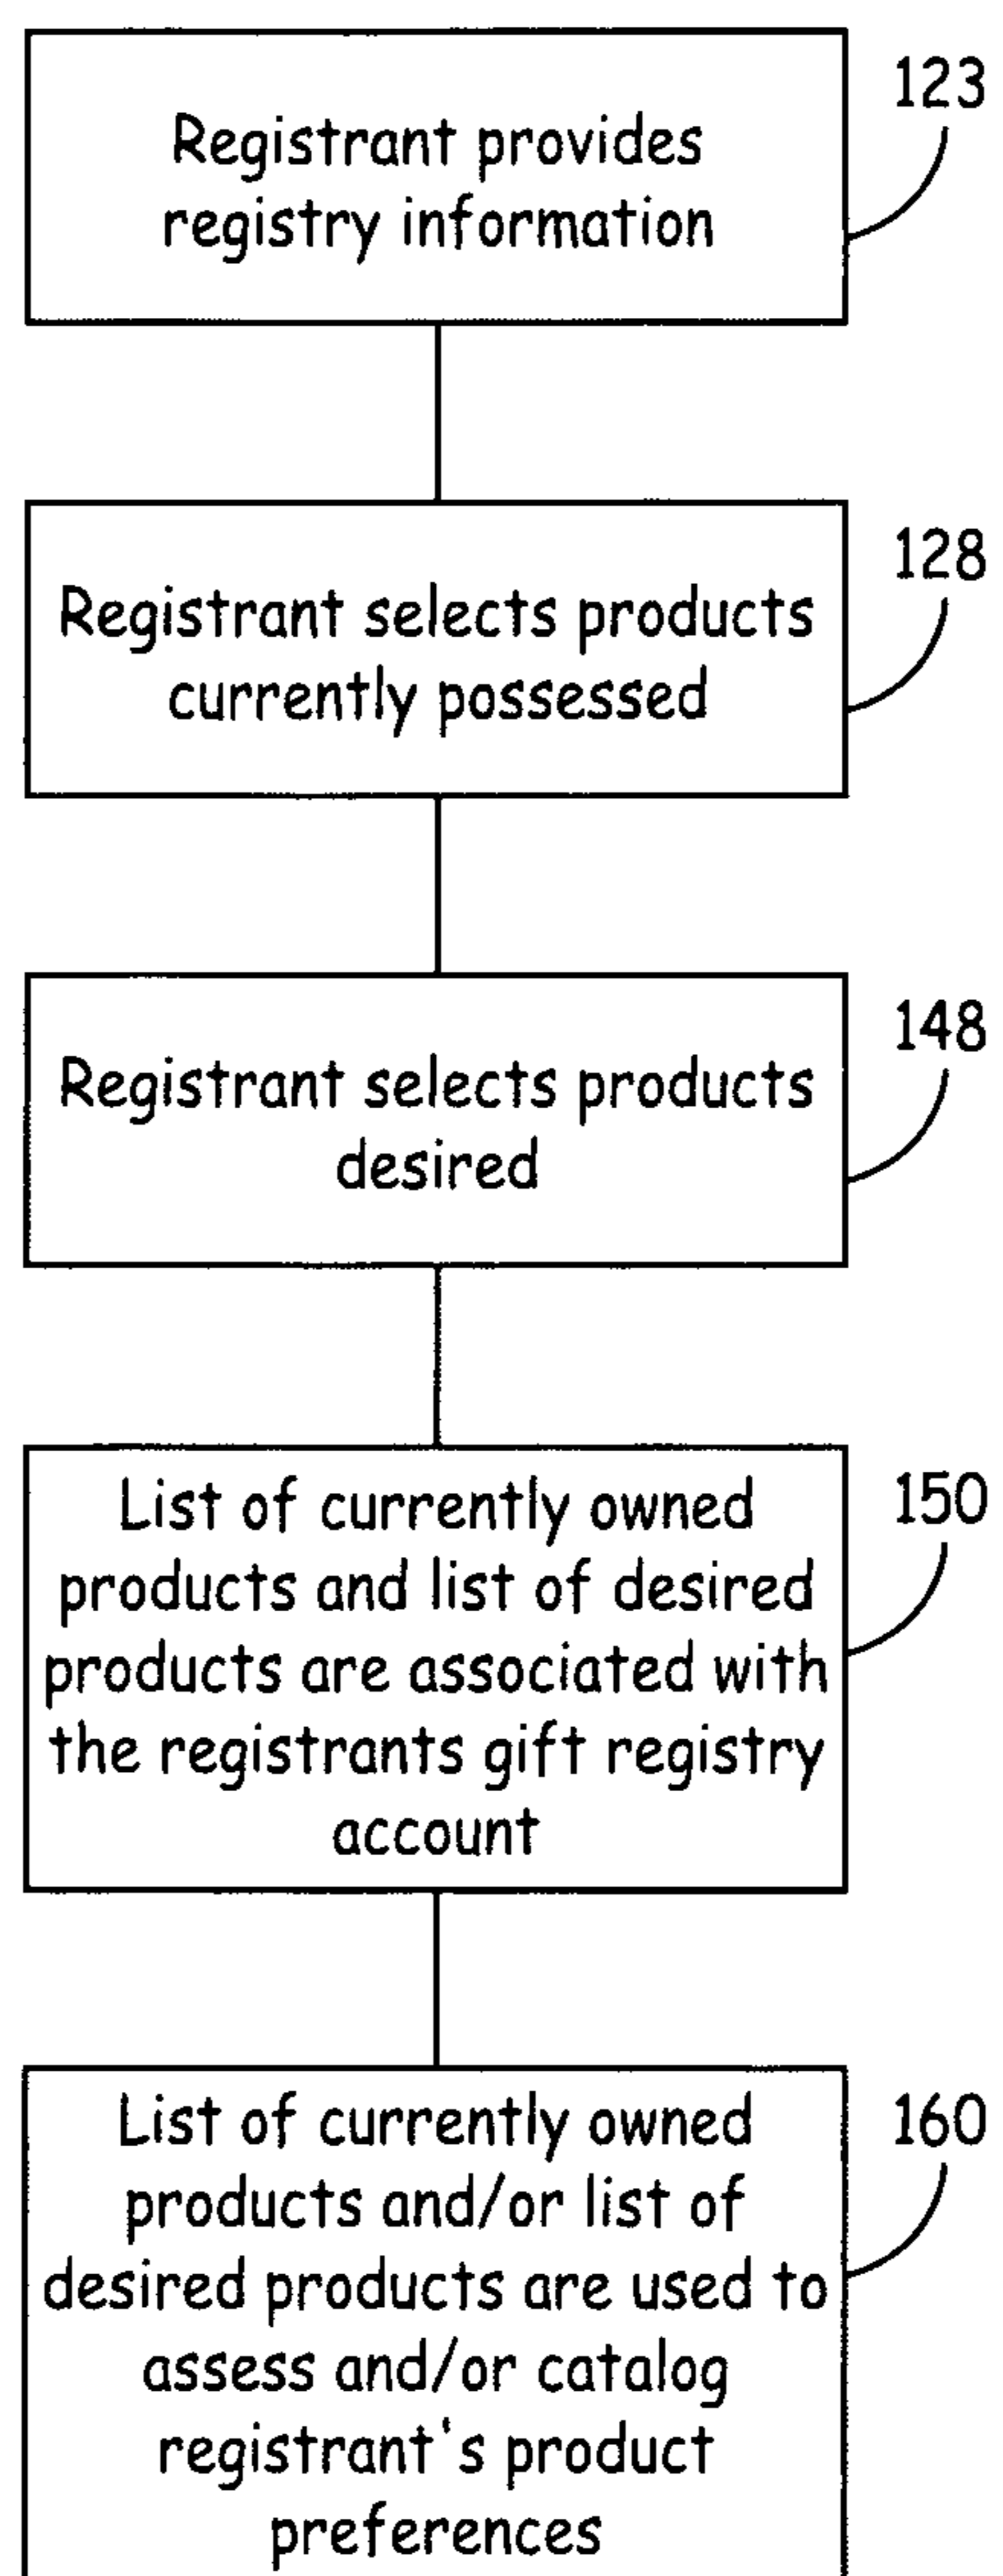 123
Registrant provides
registry information
128
Registrant selects products
currently possessed
148
Registrant selects products
desired
150
List of currently owned
products and list of desired
products are associated with
the registrants gift registry
account
160
List of currently owned
products and/or list of
desired products are used to
assess and/or catalog
registrant's product
preferences